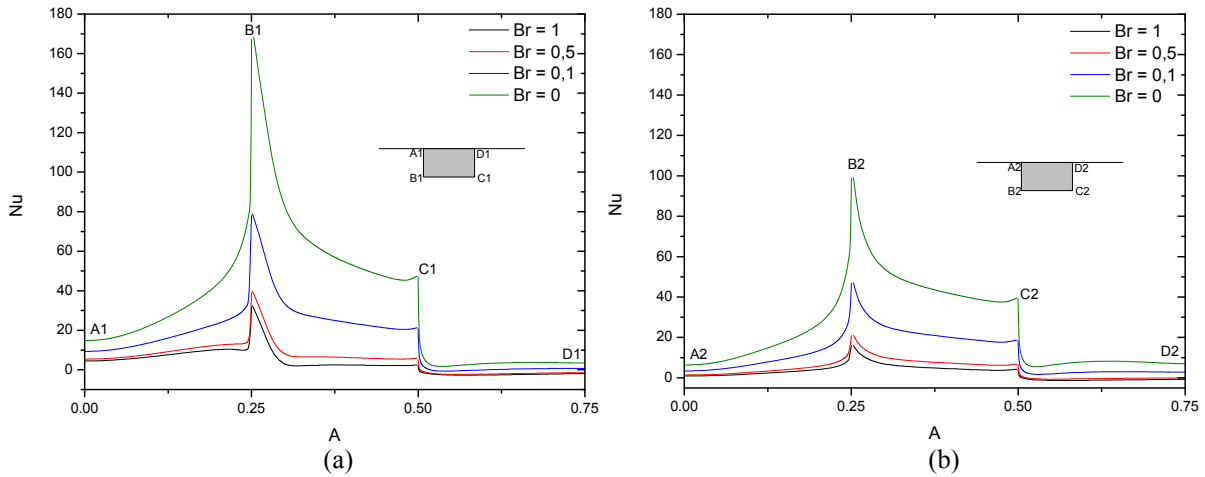 180
160
140
120
100
80
60
40
20
0
Nu
0.00
0.25
0.50
0.75
A
B1
A1
C1
D1
Br = 1
Br = 0,5
Br = 0,1
Br = 0
A1 D1
B1 C1
(a)
180
160
140
120
100
80
60
40
20
0
Nu
0.00
0.25
0.50
0.75
A
B2
A2
C2
D2
Br = 1
Br = 0,5
Br = 0,1
Br = 0
A2 D2
B2 C2
(b)